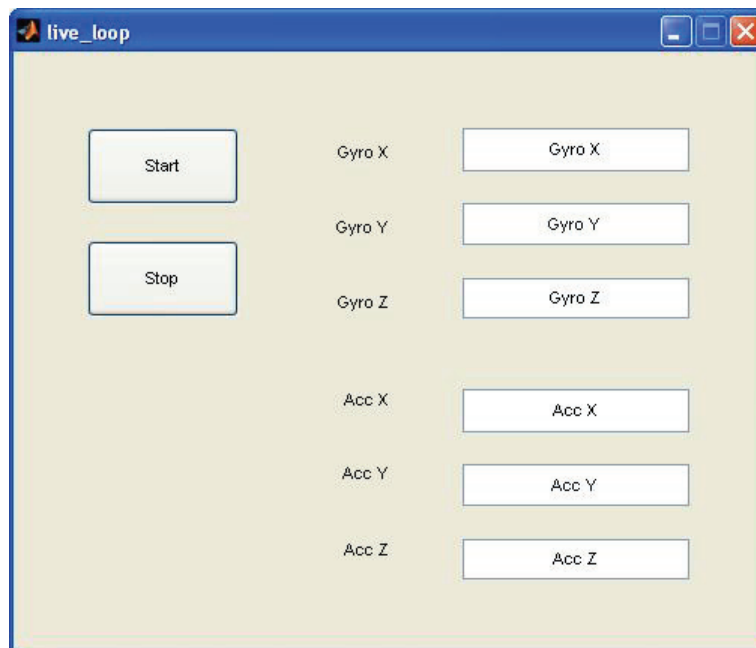 live_loop
Start
Stop
Gyro X Gyro X
Gyro Y Gyro Y
Gyro Z Gyro Z
Acc X Acc X
Acc Y Acc Y
Acc Z Acc Z